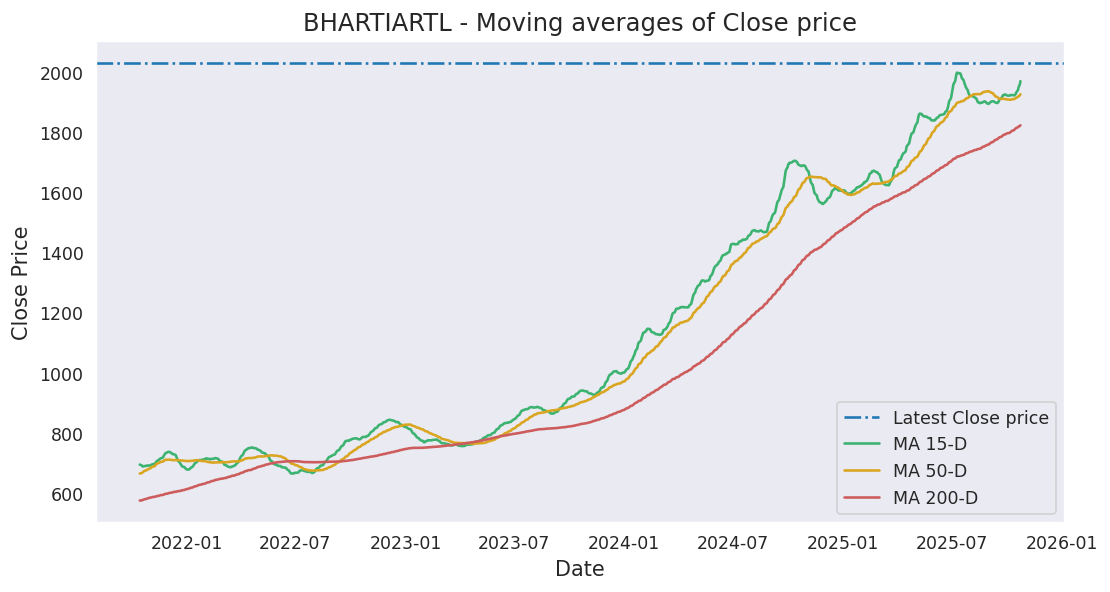 BHARTIARTL - Moving averages of Close price
Close Price
2000
1800
1600
1400
1200
1000
800
600
Latest Close price
MA 15-D
MA 50-D
MA 200-D
2022-01 2022-07 2023-01 2023-07 2024-01 2024-07 2025-01 2025-07 2026-01
Date